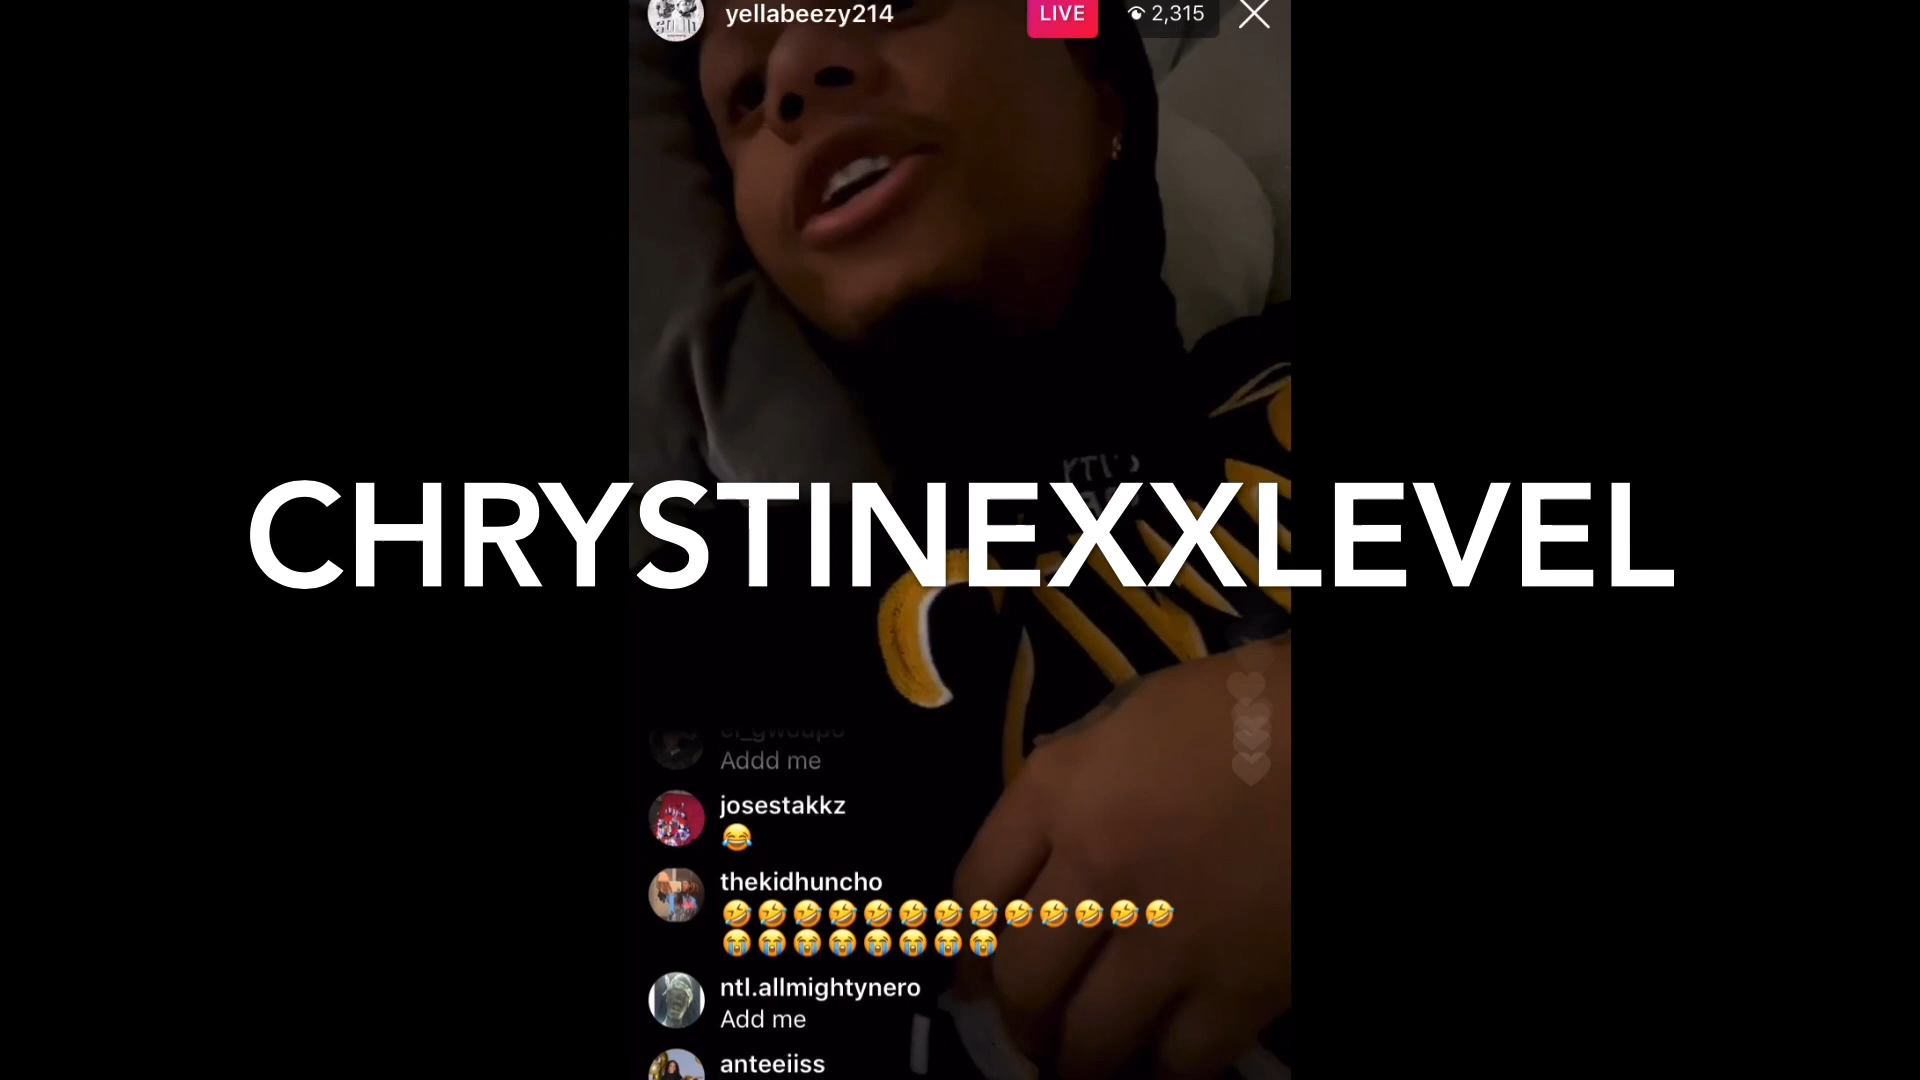 yellabeezy214 LIVE 2,315
CHRYSTINEXXLEVEL
Addd me
josestakkz
😂
thekidhuncho
🤣🤣🤣🤣🤣🤣🤣🤣🤣🤣🤣🤣🤣
😭😭😭😭😭😭😭😭
ntl.allmightynero
Add me
anteeiiss